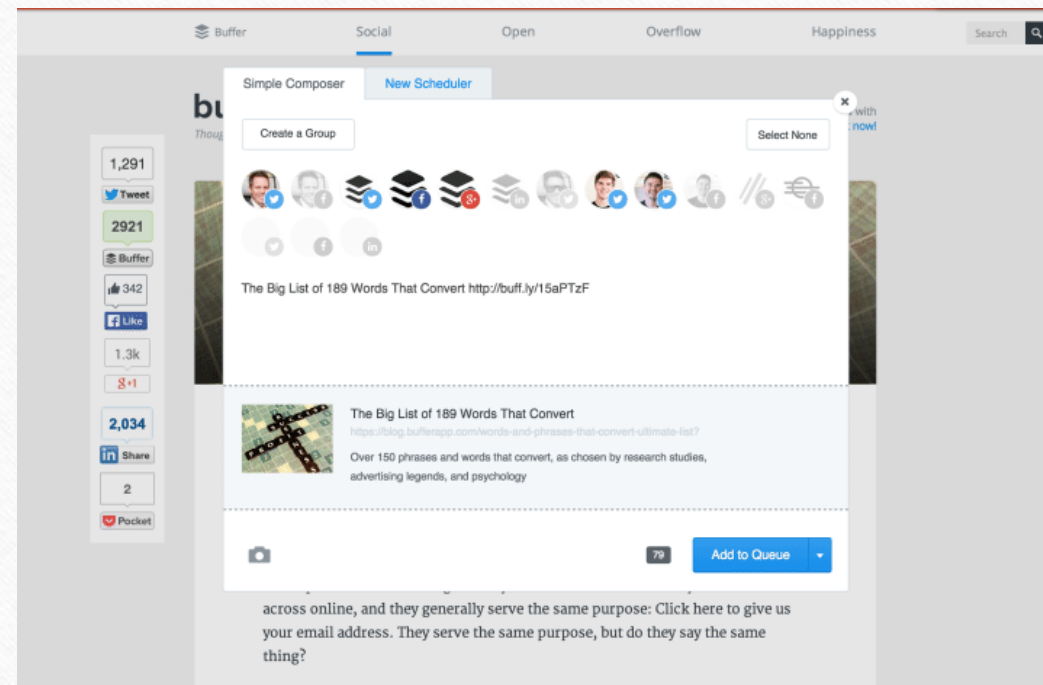 Buffer
Social
Open
Overflow
Happiness
Search
Simple Composer
New Scheduler
bu
with
Thoug
now!
Create a Group
Select None
1,291
Tweet
2921
Buffer
342
Like
1.3k
g+1
2,034
in Share
2
Pocket
The Big List of 189 Words That Convert http://buff.ly/15aPTzF
The Big List of 189 Words That Convert
https://blog.bufferapp.com/words-and-phrases-that-convert-ultimate-list?
Over 150 phrases and words that convert, as chosen by research studies,
advertising legends, and psychology
79
Add to Queue
across online, and they generally serve the same purpose: Click here to give us
your email address. They serve the same purpose, but do they say the same
thing?